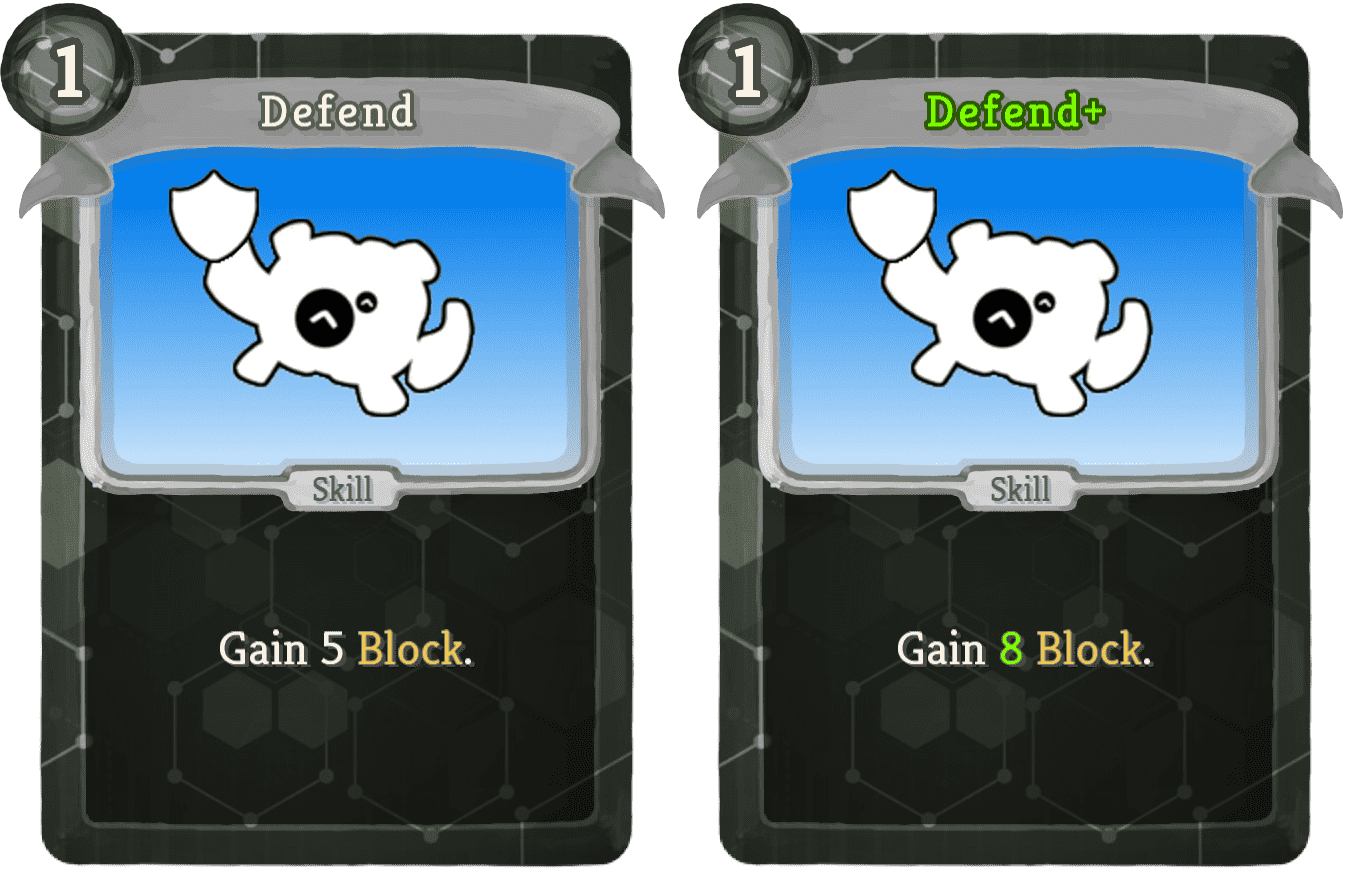 1
Defend
Skill
Gain 5 Block.
1
Defend+
Skill
Gain 8 Block.